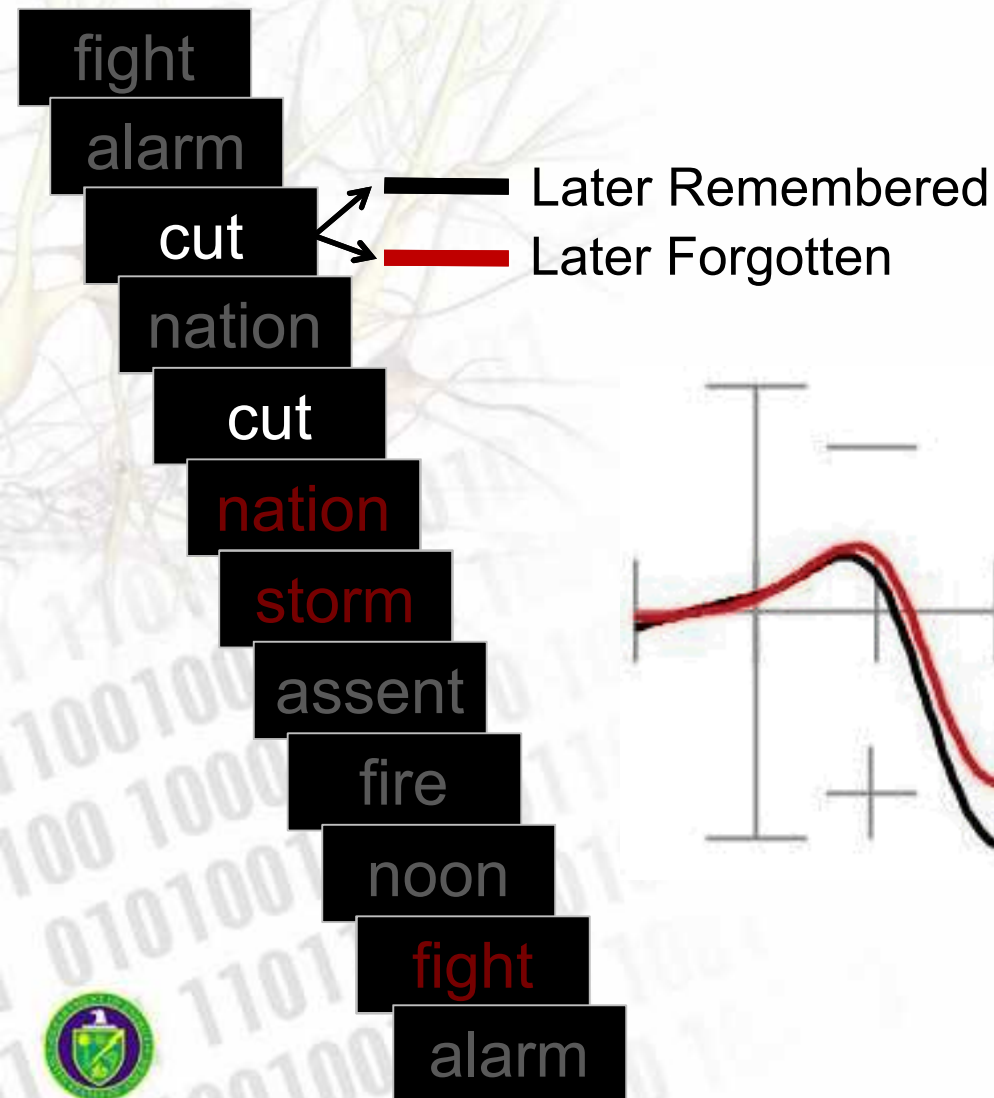 fight
alarm
cut
Later Remembered
Later Forgotten
nation
cut
nation
storm
assent
fire
noon
fight
alarm